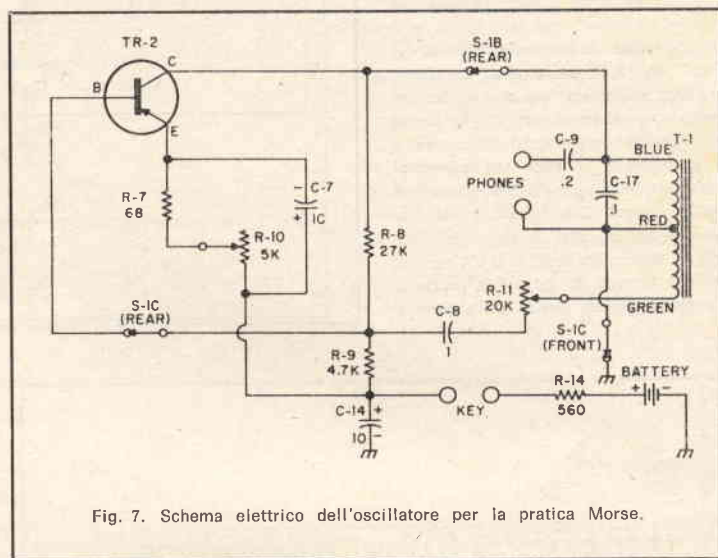 TR-2
C
B
E
S-1B
(REAR)
C-9
.2
BLUE
T-1
C-17
.1
PHONES
RED
GREEN
R-7
68
C-7
-
+
1C
R-10
5K
R-8
27K
R-11
20K
C-8
1
S-1C
(REAR)
S-1C
(FRONT)
R-9
4.7K
C-14
+
10
-
KEY
R-14
560
BATTERY
+ -
Fig. 7. Schema elettrico dell'oscillatore per la pratica Morse.